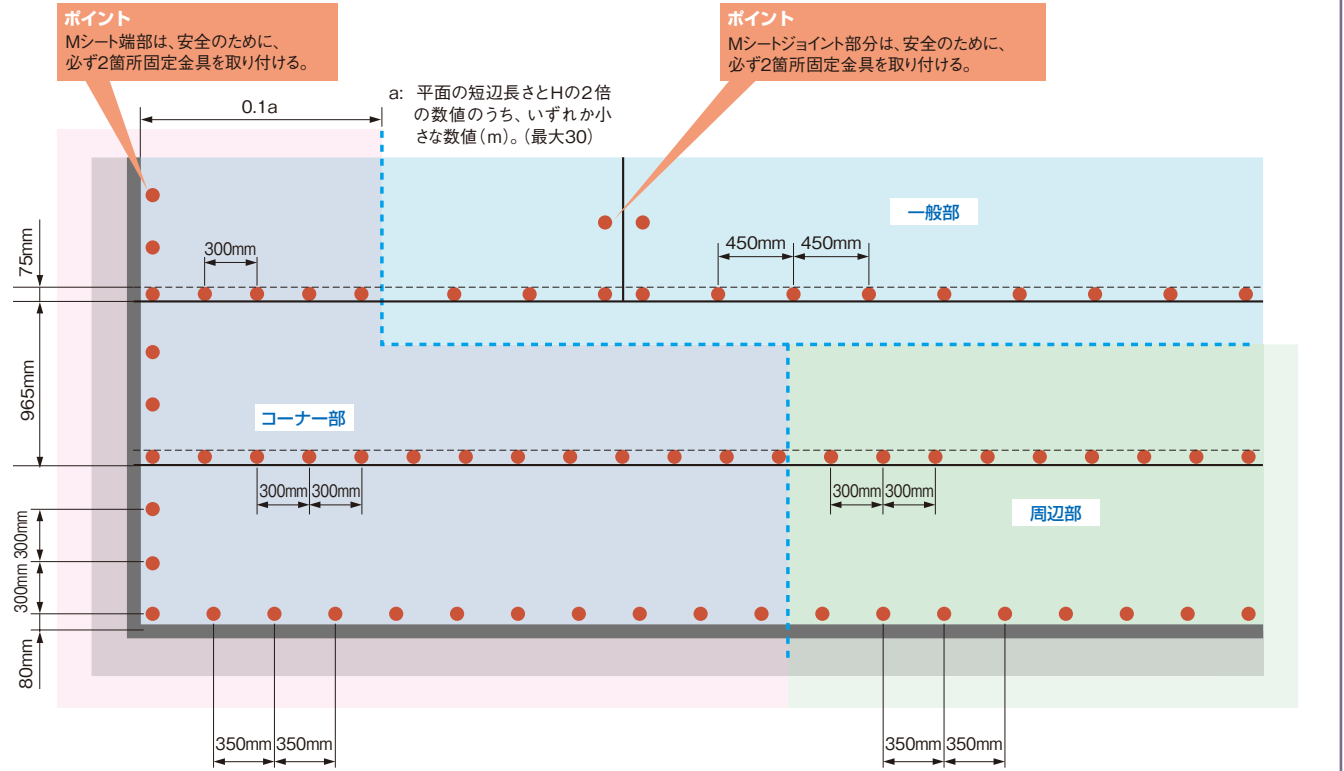 ポイント
Mシート端部は、安全のために、
必ず2箇所固定金具を取り付ける。
ポイント
Mシートジョイント部分は、安全のために、
必ず2箇所固定金具を取り付ける。
0.1a
a: 平面の短辺長さとHの2倍
の数値のうち、いずれか小
さな数値(m)。(最大30)
一般部
75mm
300mm
450mm
450mm
965mm
コーナー部
300mm
300mm
300mm
300mm
周辺部
300mm
300mm
80mm
350mm
350mm
350mm
350mm